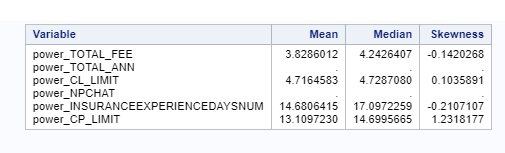 Variable Mean Median Skewness
power_TOTAL_FEE 3.8286012 4.2426407 -0.1420268
power_TOTAL_ANN . . .
power_CL_LIMIT 4.7164583 4.7287080 0.1035891
power_NPCHAT . . .
power_INSURANCEEXPERIENCEDAYSNUM 14.6806415 17.0972259 -0.2107107
power_CP_LIMIT 13.1097230 14.6995665 1.2318177